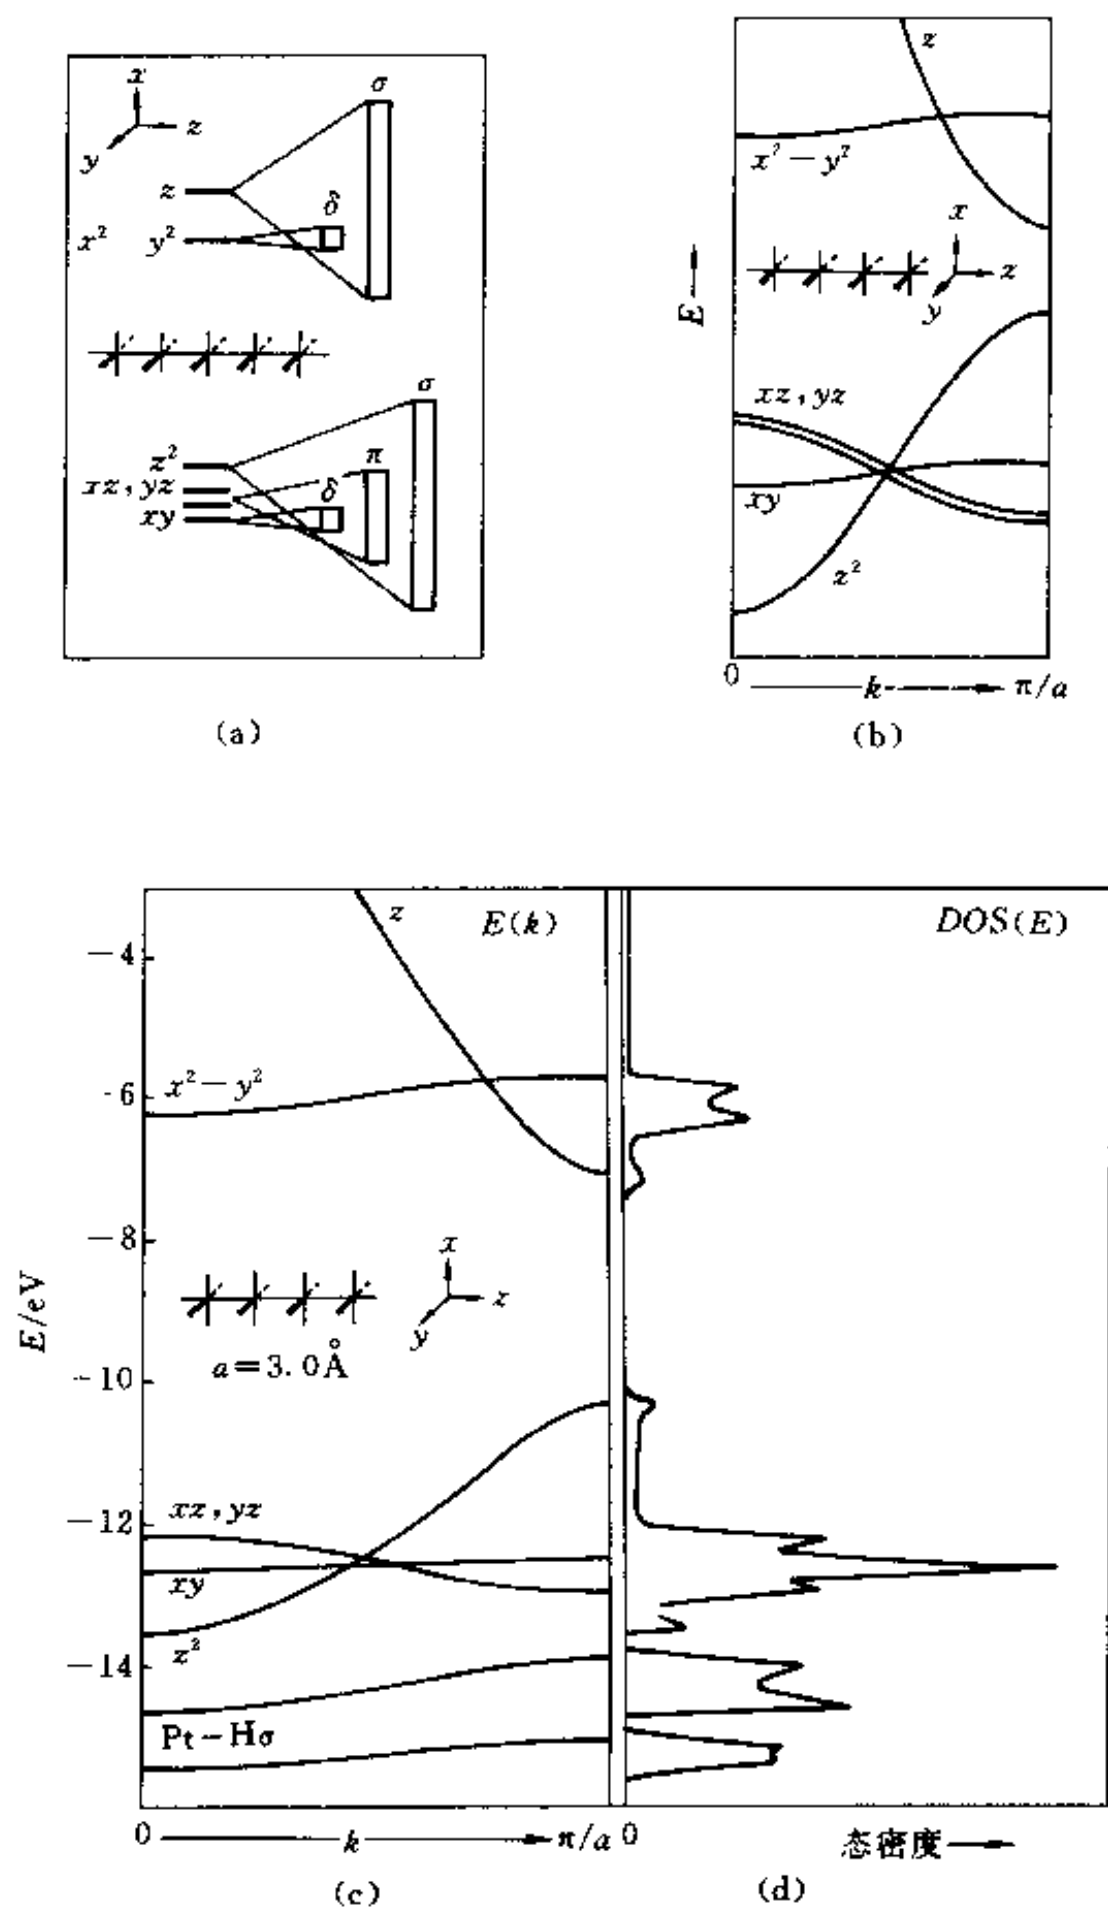 x
y
z
σ
z
δ
x² y²
σ
z²
π
xz, yz
δ
xy
(a)
z
x²−y²
x
z
y
E
xz, yz
xy
z²
0 k π/a
(b)
z
E(k)
DOS(E)
−4
x²−y²
-6
−8
x
z
y
a=3.0Å
E/eV
-10
xz, yz
−12
xy
z²
−14
Pt−Hσ
0 k π/a 0 态密度
(c) (d)